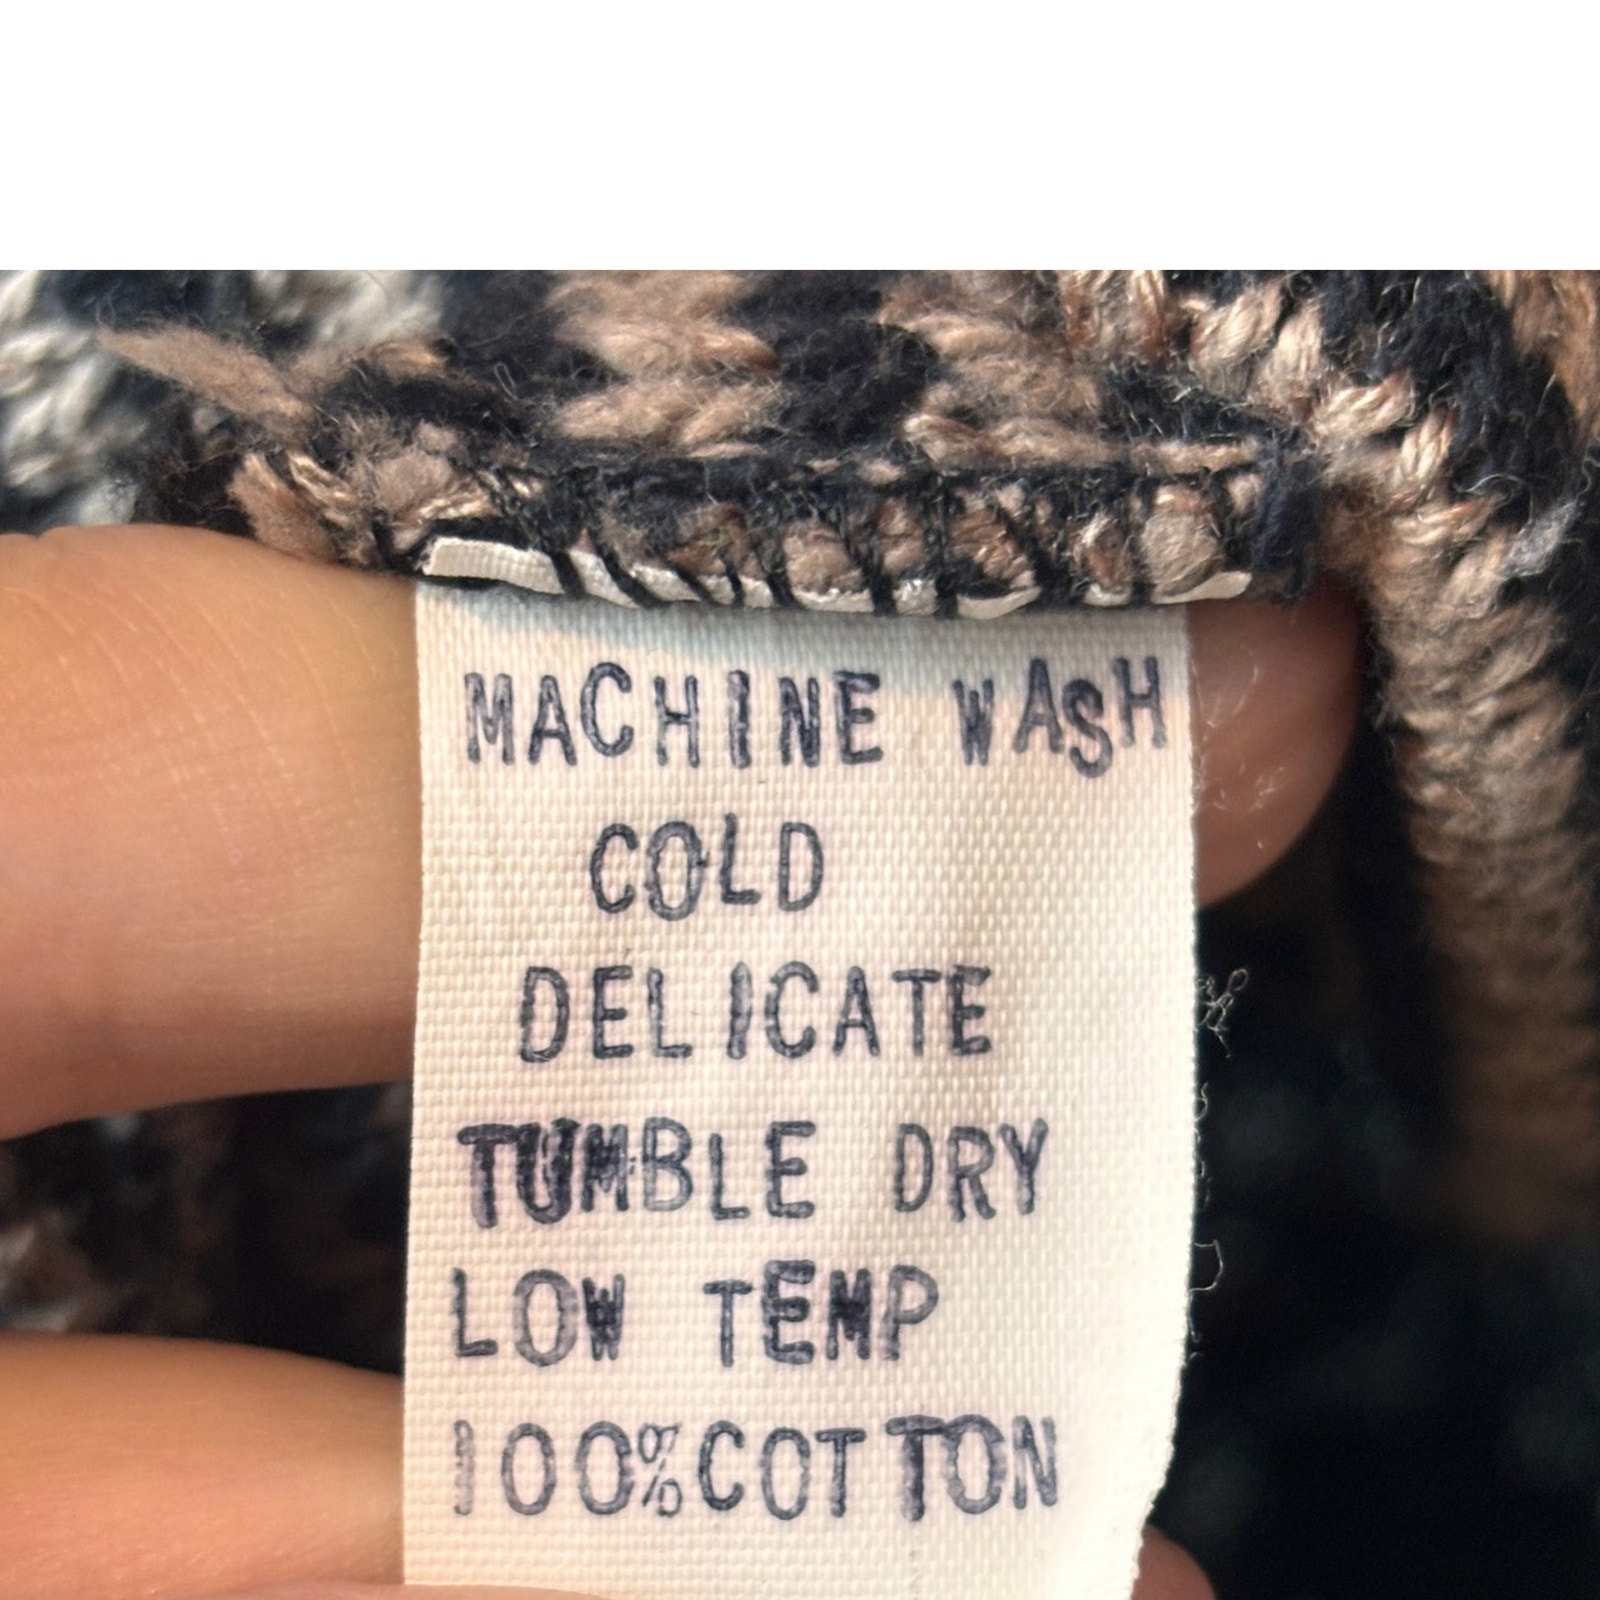 MACHINE WASH
COLD
DELICATE
TUMBLE DRY
LOW TEMP
100%COTTON